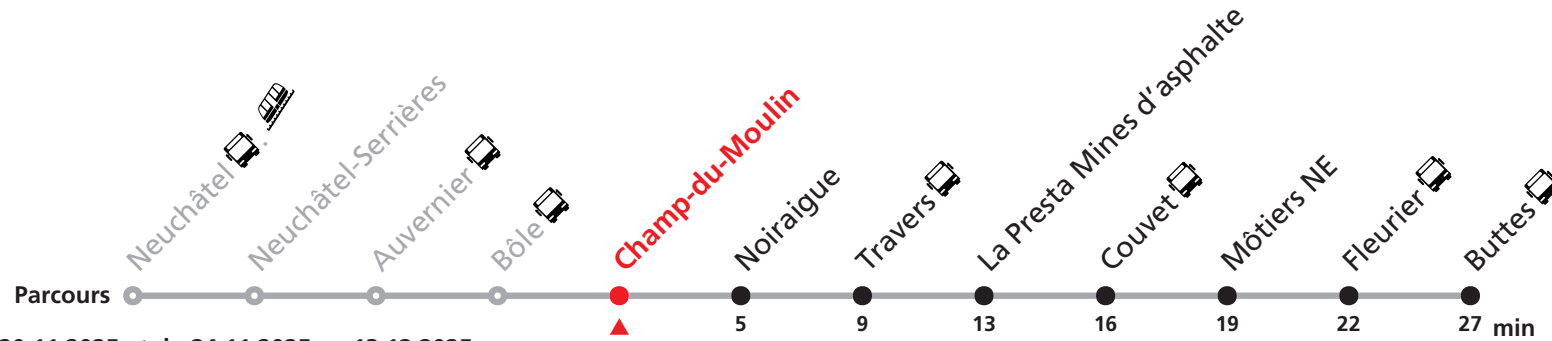 Neuchâtel
Neuchâtel-Serrières
Auvernier
Bôle
Champ-du-Moulin
Noiraigue
Travers
La Presta Mines d'asphalte
Couvet
Môtiers NE
Fleurier
Buttes
Parcours
5 9 13 16 19 22 27 min